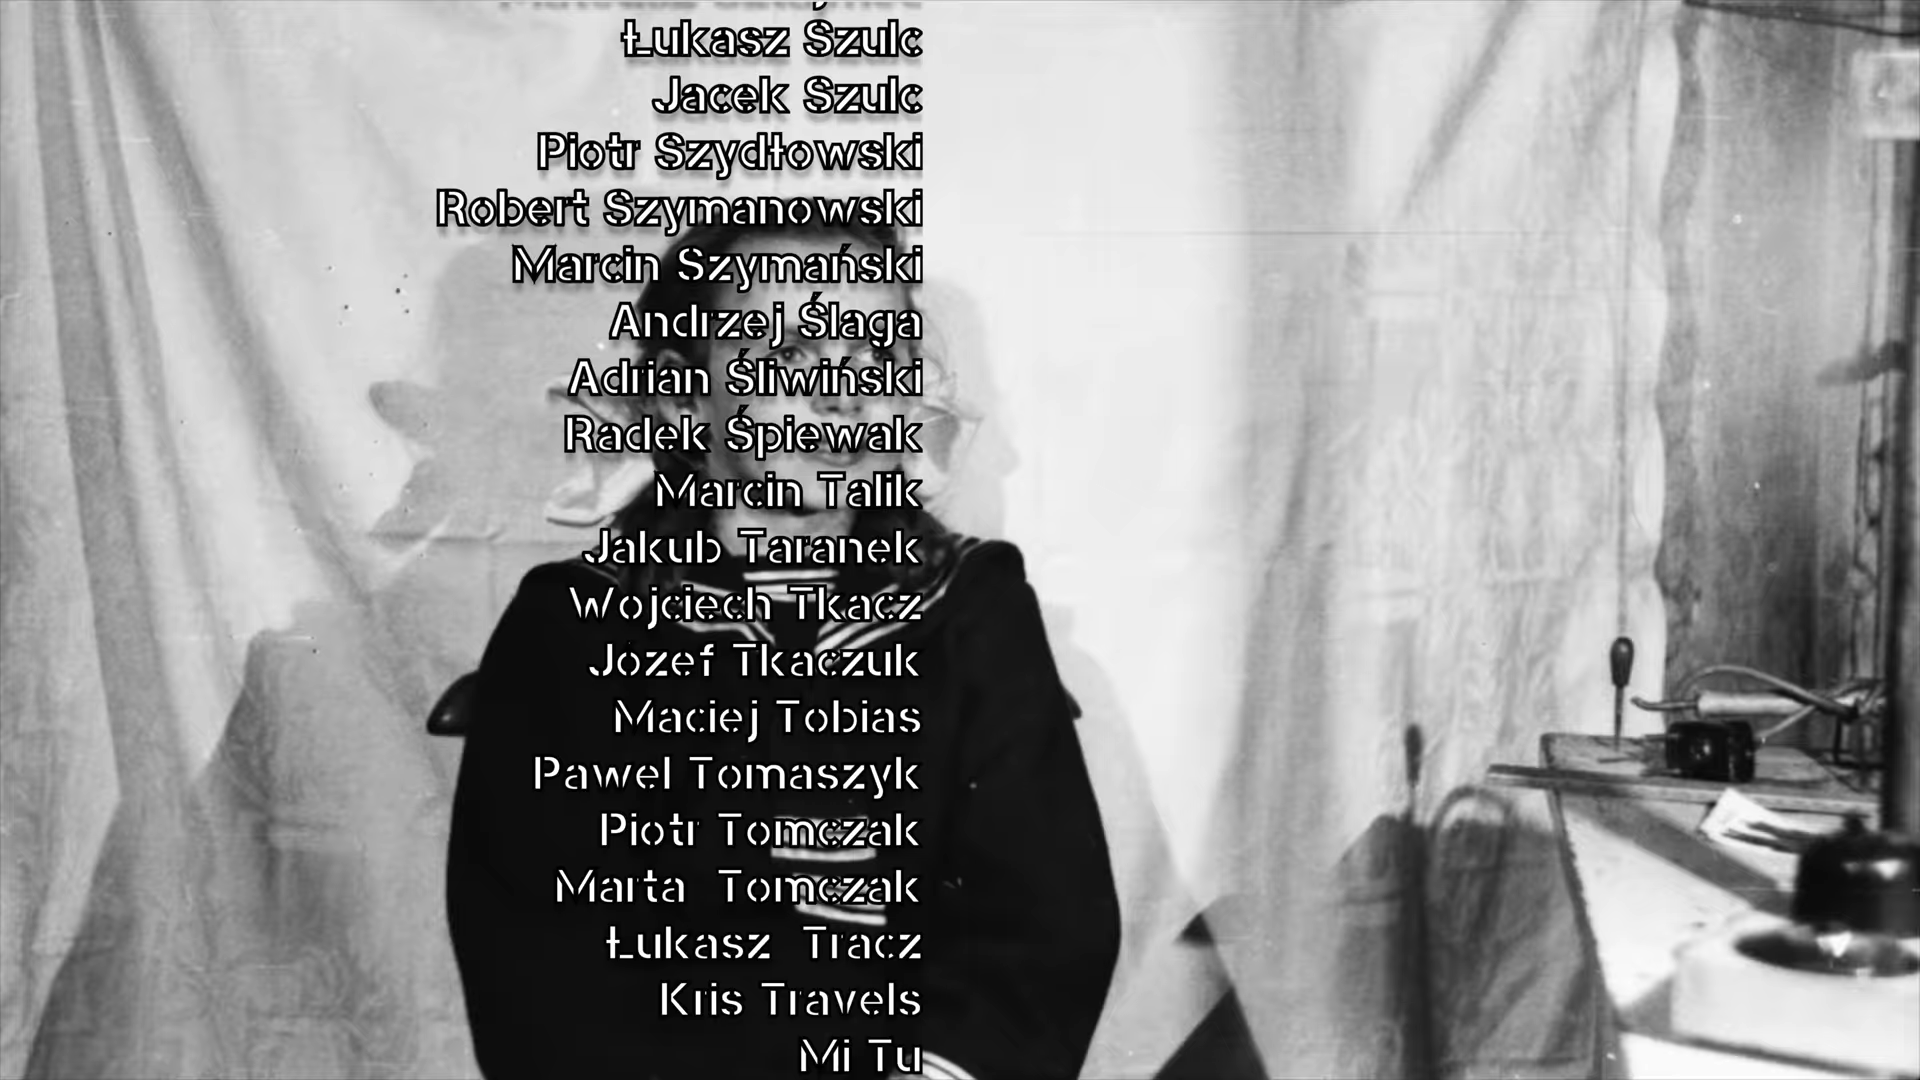 Łukasz Szulc
Jacek Szulc
Piotr Szydłowski
Robert Szymanowski
Marcin Szymański
Andrzej Ślaga
Adrian Śliwiński
Radek Śpiewak
Marcin Talik
Jakub Taranek
Wojciech Tkacz
Józef Tkaczuk
Maciej Tobias
Paweł Tomaszyk
Piotr Tomczak
Marta Tomczak
Łukasz Tracz
Kris Travels
Mi Tu